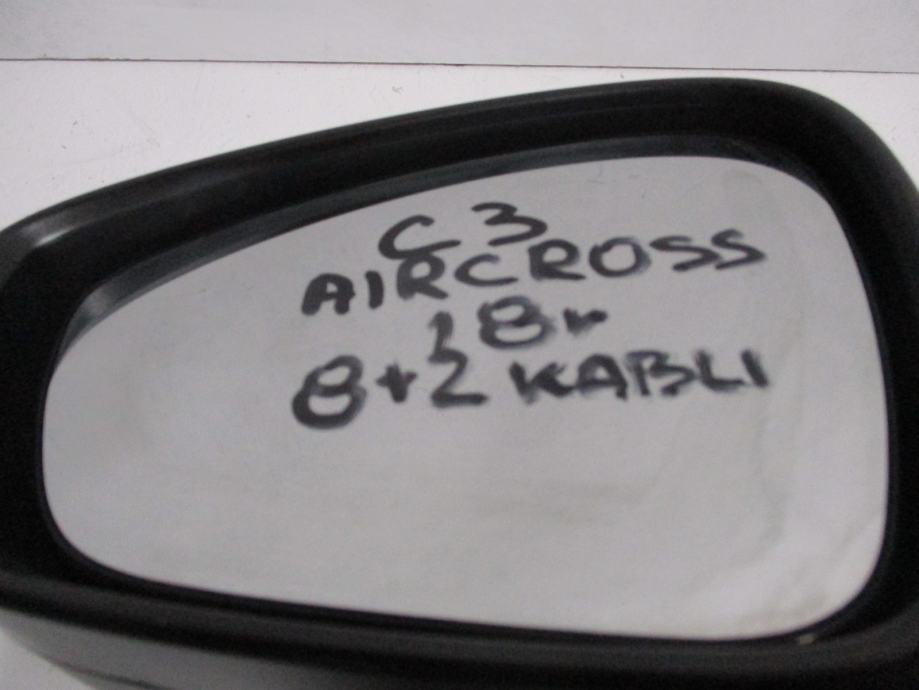 C3
AIRCROSS
18r
8+2 KABLI